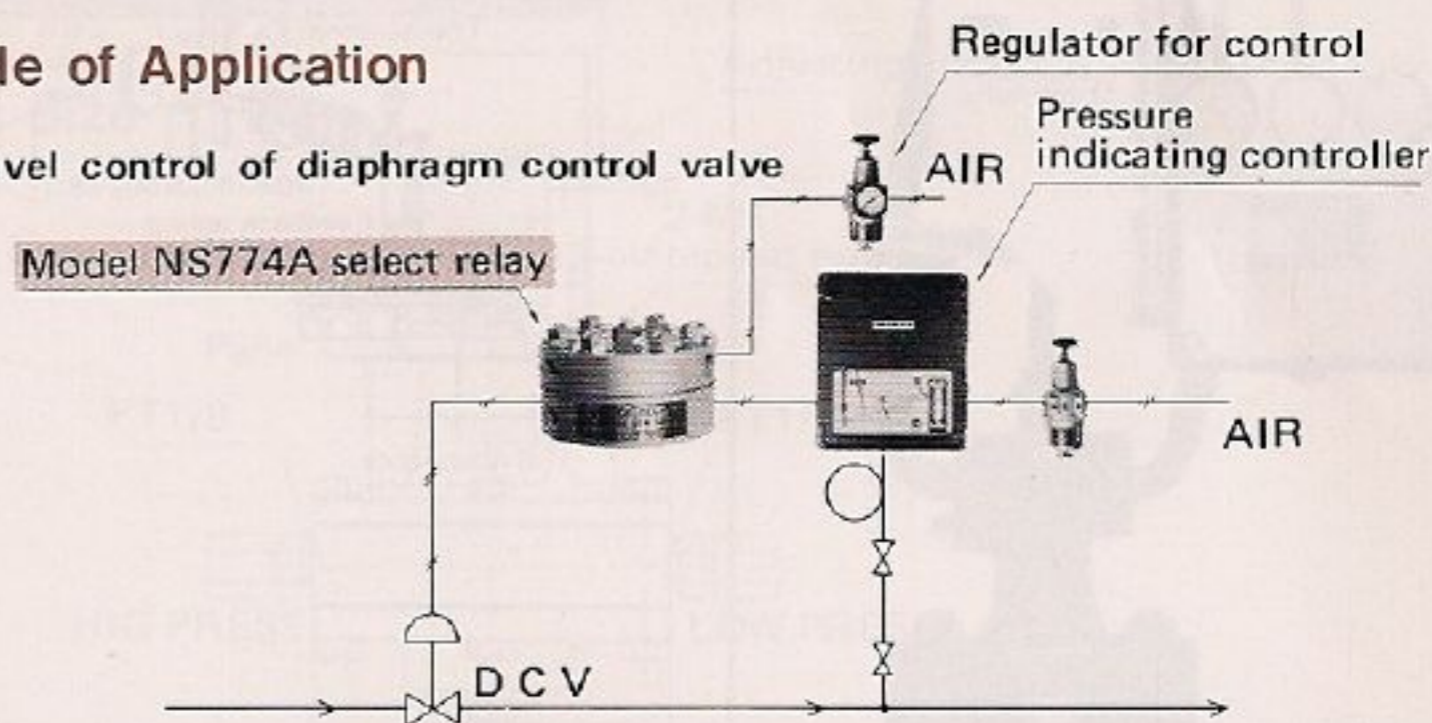 le of Application
Regulator for control
Pressure
indicating controller
vel control of diaphragm control valve
AIR
Model NS774A select relay
AIR
D C V